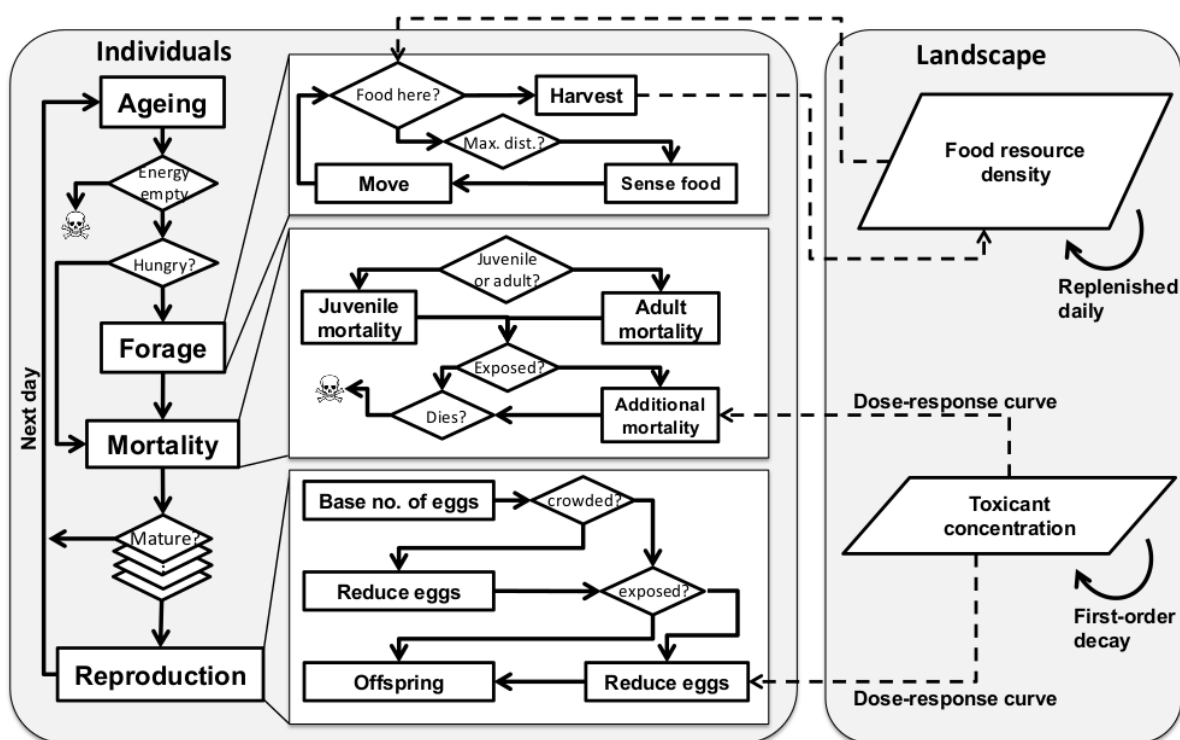 Individuals
Ageing
Energy
empty
Hungry?
Forage
Mortality
Mature?
Reproduction
Next day
Food here?
Harvest
Max. dist.?
Move
Sense food
Juvenile
or adult?
Juvenile
mortality
Adult
mortality
Exposed?
Dies?
Additional
mortality
Base no. of eggs
crowded?
Reduce eggs
exposed?
Offspring
Reduce eggs
Landscape
Food resource
density
Replenished
daily
Dose-response curve
Toxicant
concentration
First-order
decay
Dose-response curve